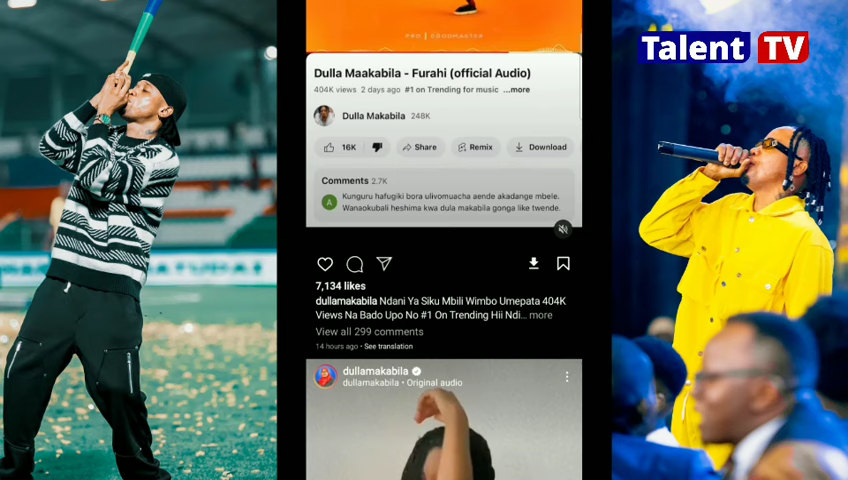 Talent TV
Dulla Maakabila - Furahi (official Audio)
404K views 2 days ago #1 on Trending for music ...more
Dulla Makabila 248K
16K Share Remix Download
Comments 2.7K
A
Kunguru hafugiki bora ulivomuacha aende akadange mbele.
Wanaokubali heshima kwa dula makabila gonga like twende.
7,134 likes
dullamakabila Ndani Ya Siku Mbili Wimbo Umepata 404K
Views Na Bado Upo No #1 On Trending Hii Ndi... more
View all 299 comments
14 hours ago • See translation
dullamakabila
dullamakabila • Original audio